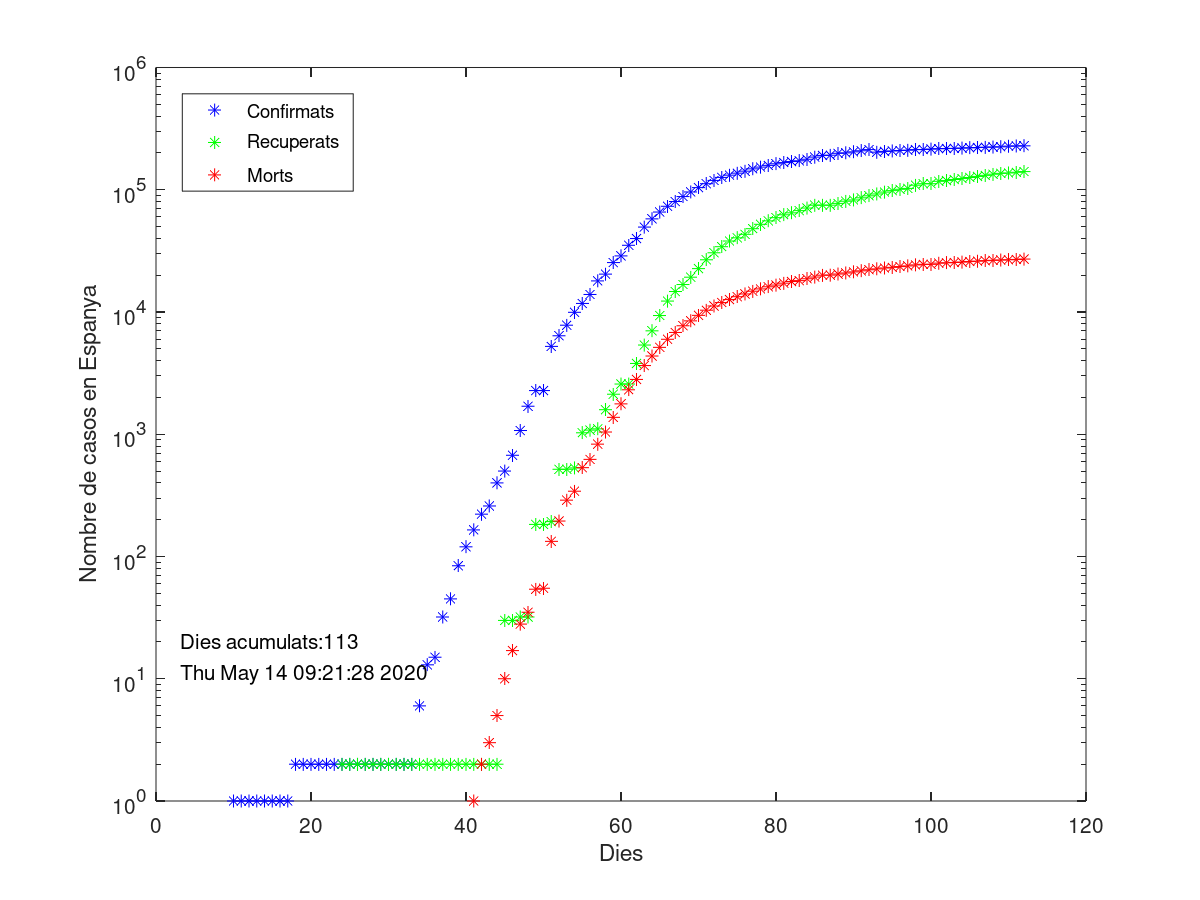 10^6
10^5
10^4
10^3
10^2
10^1
10^0
Nombre de casos en Espanya
Confirmats
Recuperats
Morts
Dies acumulats:113
Thu May 14 09:21:28 2020
0 20 40 60 80 100 120
Dies